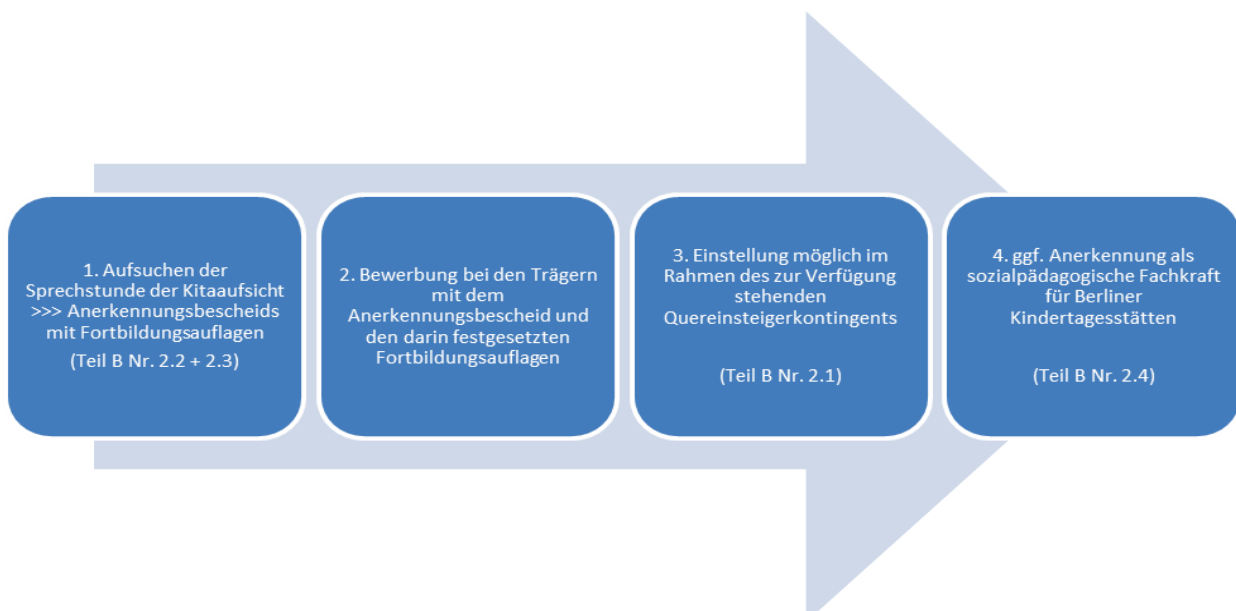 1. Aufsuchen der
Sprechstunde der Kitaaufsicht
>>> Anerkennungsbescheids
mit Fortbildungsauflagen
(Teil B Nr. 2.2 + 2.3)
2. Bewerbung bei den Trägern
mit dem
Anerkennungsbescheid und
den darin festgesetzten
Fortbildungsauflagen
3. Einstellung möglich im
Rahmen des zur Verfügung
stehenden
Quereinsteigerkontingents
(Teil B Nr. 2.1)
4. ggf. Anerkennung als
sozialpädagogische Fachkraft
für Berliner
Kindertagesstätten
(Teil B Nr. 2.4)